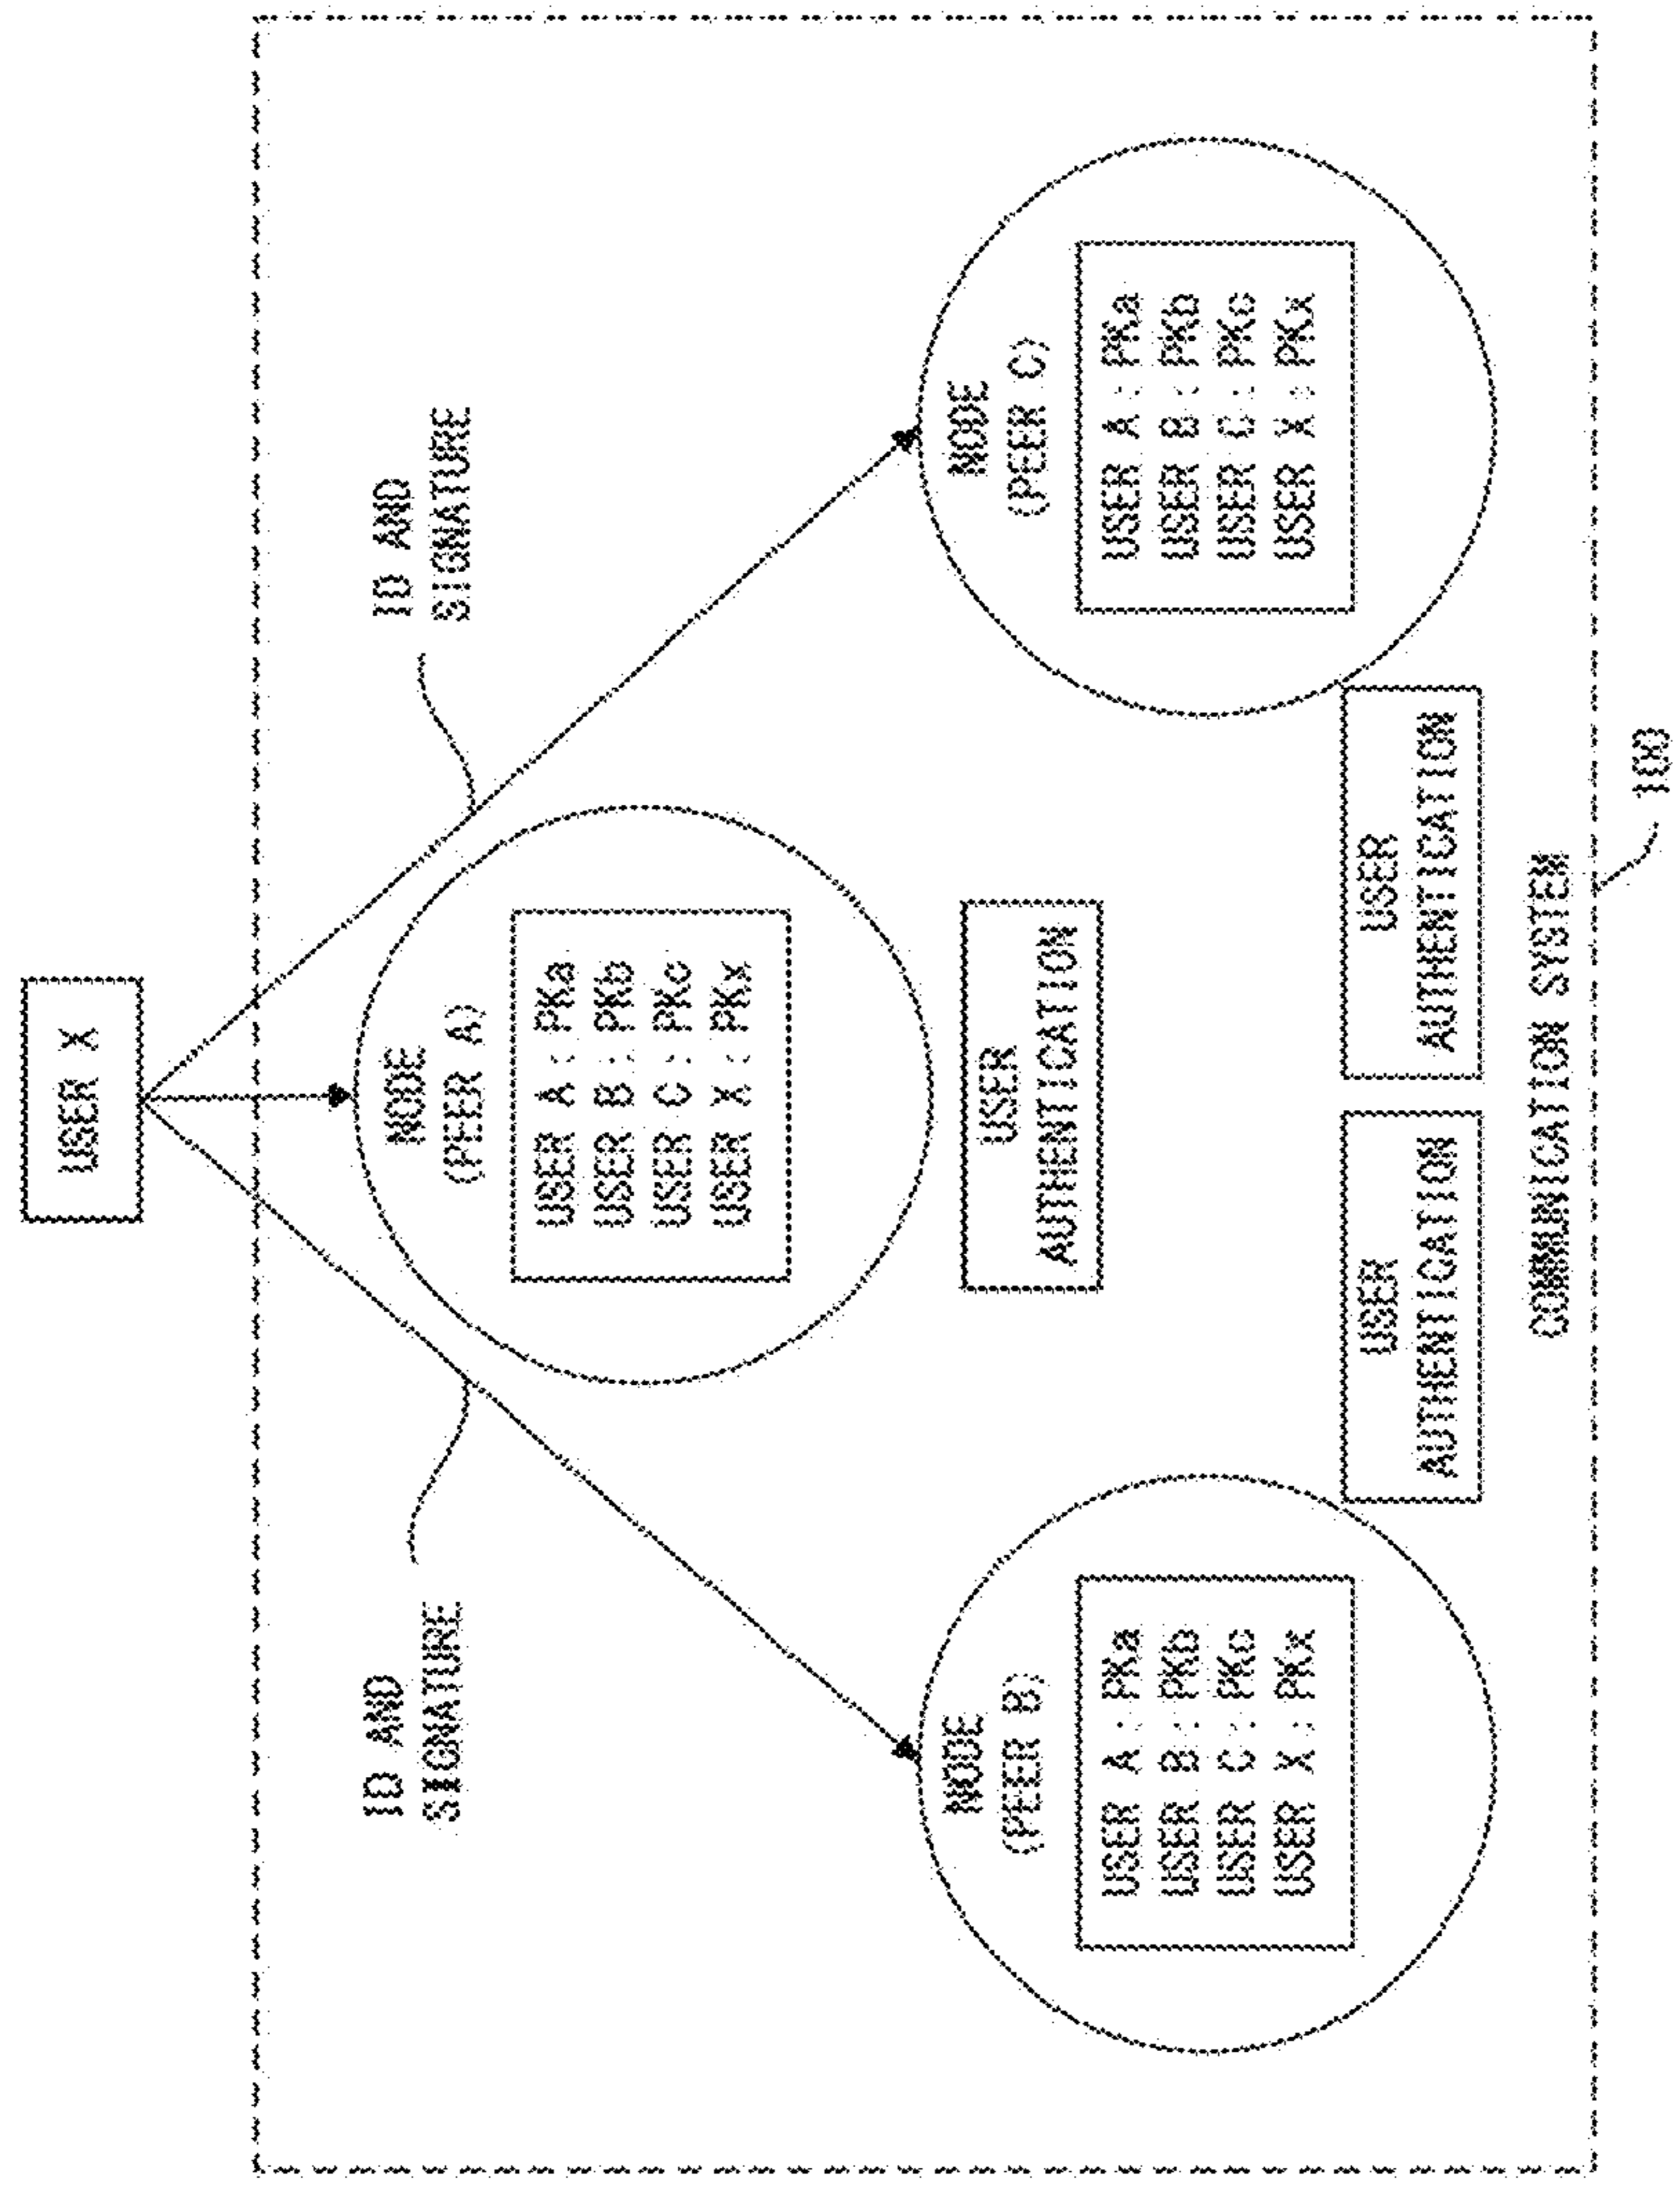 USER X
ID AND
SIGNATURE
ID AND
SIGNATURE
NODE
(PEER A)
USER A : PKa
USER B : PKb
USER C : PKc
USER X : PKx
USER
AUTHENTICATION
NODE
(PEER B)
USER A : PKa
USER B : PKb
USER C : PKc
USER X : PKx
NODE
(PEER C)
USER A : PKa
USER B : PKb
USER C : PKc
USER X : PKx
USER
AUTHENTICATION
USER
AUTHENTICATION
COMMUNICATION SYSTEM
100